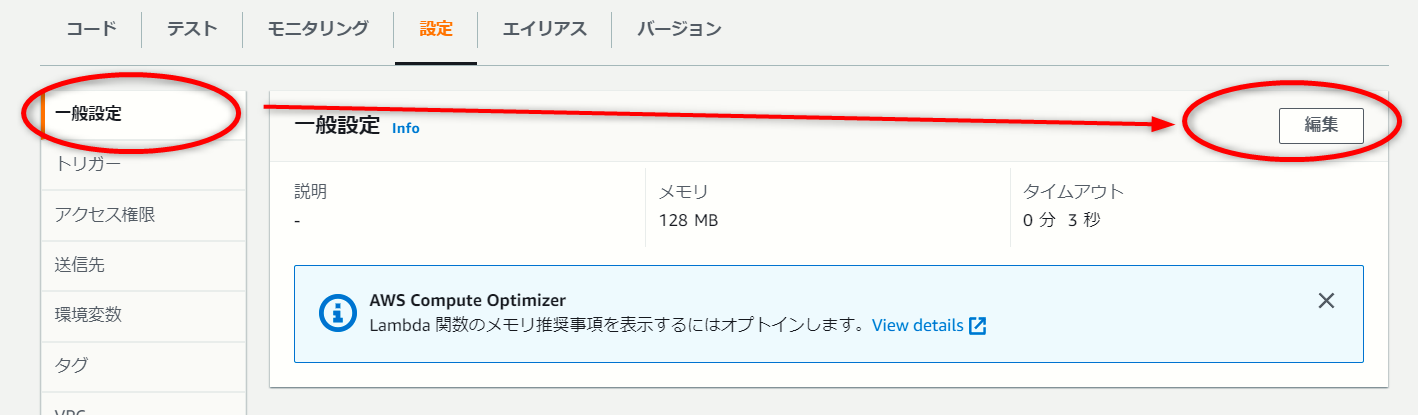 コード テスト モニタリング 設定 エイリアス バージョン
一般設定
トリガー
アクセス権限
送信先
環境変数
タグ
VPC
一般設定 Info
編集
説明
-
メモリ
128 MB
タイムアウト
0 分 3 秒
AWS Compute Optimizer
Lambda 関数のメモリ推奨事項を表示するにはオプトインします。View details